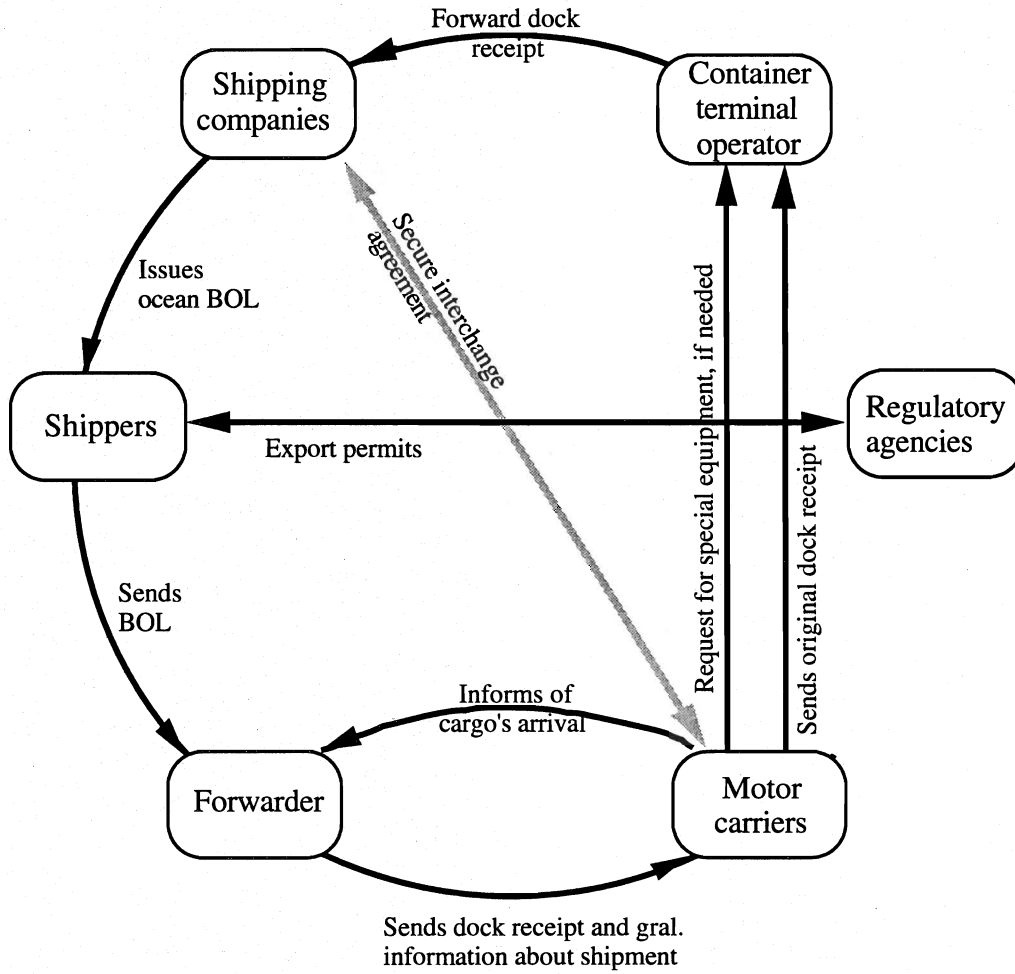 Forward dock
receipt
Shipping
companies
Container
terminal
operator
Secure interchange
agreement
Issues
ocean BOL
Request for special equipment, if needed
Sends original dock receipt
Shippers
Export permits
Regulatory
agencies
Sends
BOL
Informs of
cargo's arrival
Forwarder
Motor
carriers
Sends dock receipt and gral.
information about shipment